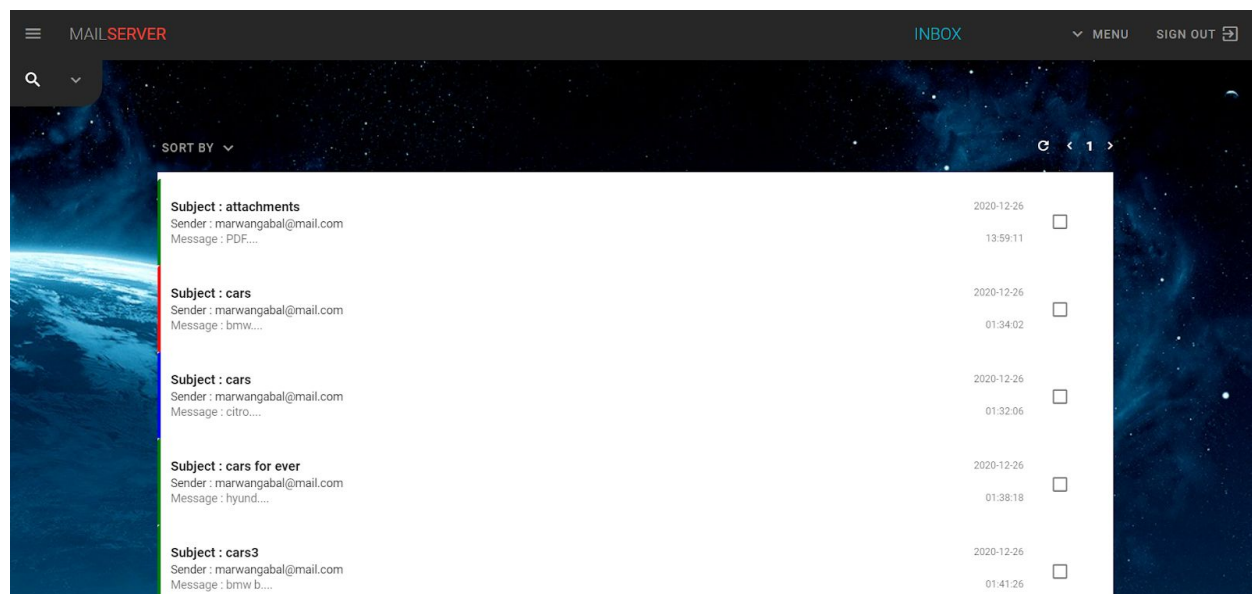 MAILSERVER
INBOX
MENU
SIGN OUT
SORT BY
1
Subject : attachments
2020-12-26
Sender : marwangabal@mail.com
Message : PDF....
13:59:11
Subject : cars
2020-12-26
Sender : marwangabal@mail.com
Message : bmw....
01:34:02
Subject : cars
2020-12-26
Sender : marwangabal@mail.com
Message : citro....
01:32:06
Subject : cars for ever
2020-12-26
Sender : marwangabal@mail.com
Message : hyund....
01:38:18
Subject : cars3
2020-12-26
Sender : marwangabal@mail.com
Message : bmw b....
01:41:26